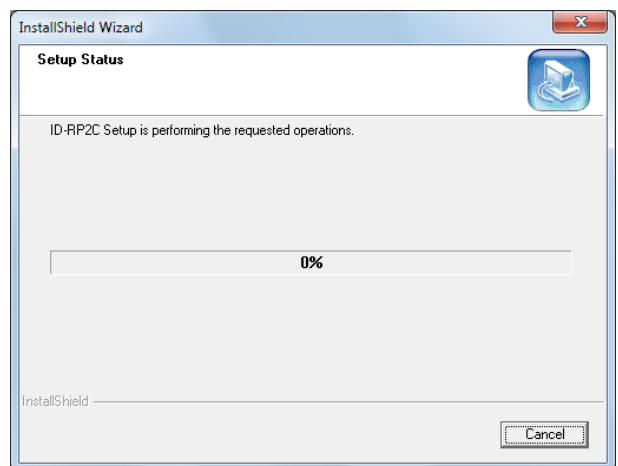 InstallShield Wizard
Setup Status
ID-RP2C Setup is performing the requested operations.
0%
InstallShield
Cancel